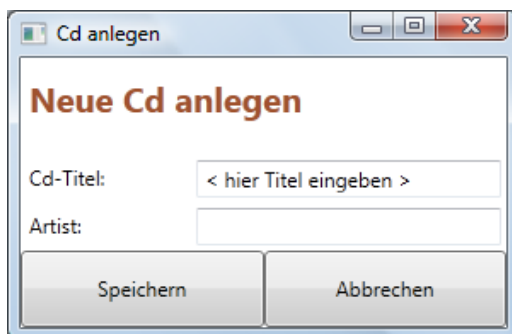 Cd anlegen
Neue Cd anlegen
Cd-Titel: < hier Titel eingeben >
Artist:
Speichern Abbrechen